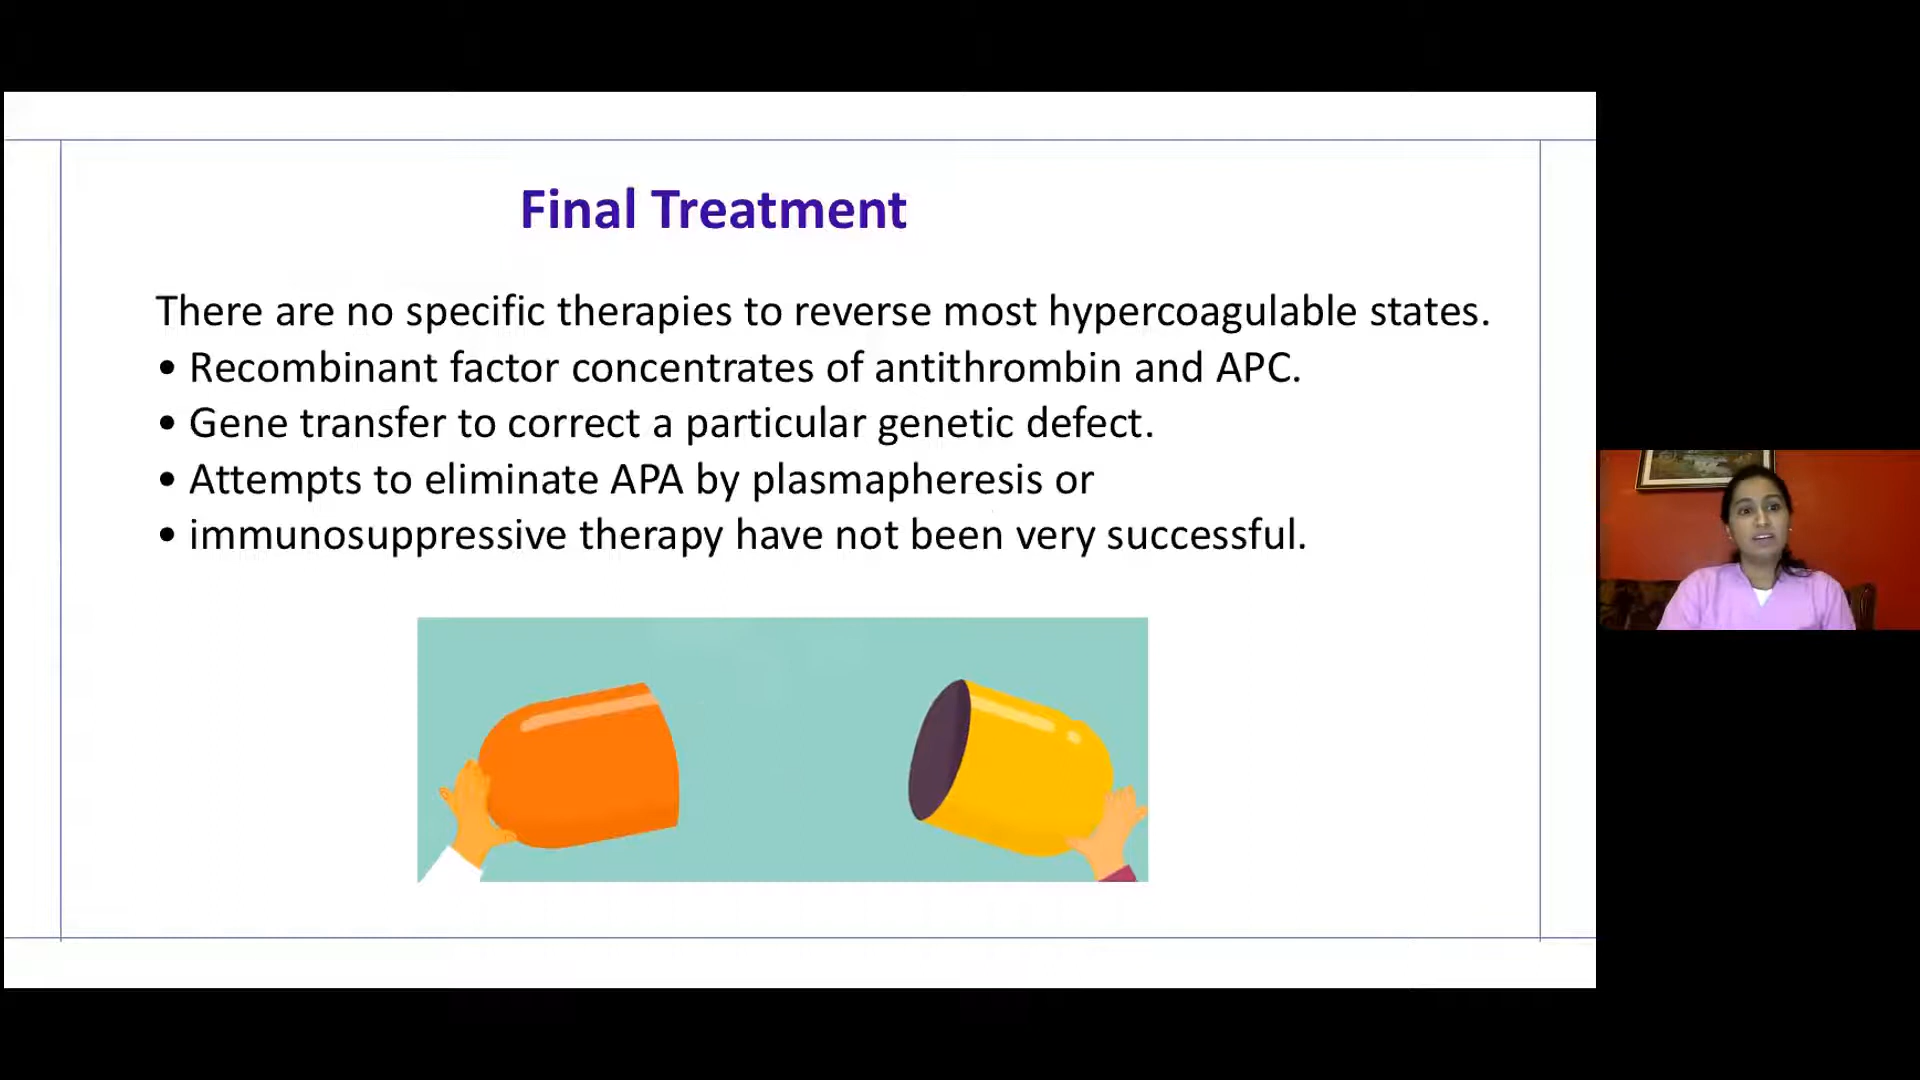 Final Treatment
There are no specific therapies to reverse most hypercoagulable states.
• Recombinant factor concentrates of antithrombin and APC.
• Gene transfer to correct a particular genetic defect.
• Attempts to eliminate APA by plasmapheresis or
• immunosuppressive therapy have not been very successful.